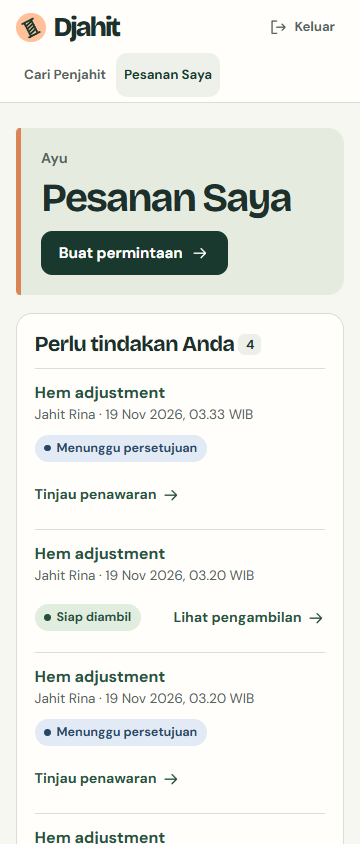 Djahit
Keluar
Cari Penjahit
Pesanan Saya
Ayu
Pesanan Saya
Buat permintaan →
Perlu tindakan Anda 4
Hem adjustment
Jahit Rina · 19 Nov 2026, 03.33 WIB
Menunggu persetujuan
Tinjau penawaran →
Hem adjustment
Jahit Rina · 19 Nov 2026, 03.20 WIB
Siap diambil
Lihat pengambilan →
Hem adjustment
Jahit Rina · 19 Nov 2026, 03.20 WIB
Menunggu persetujuan
Tinjau penawaran →
Hem adjustment